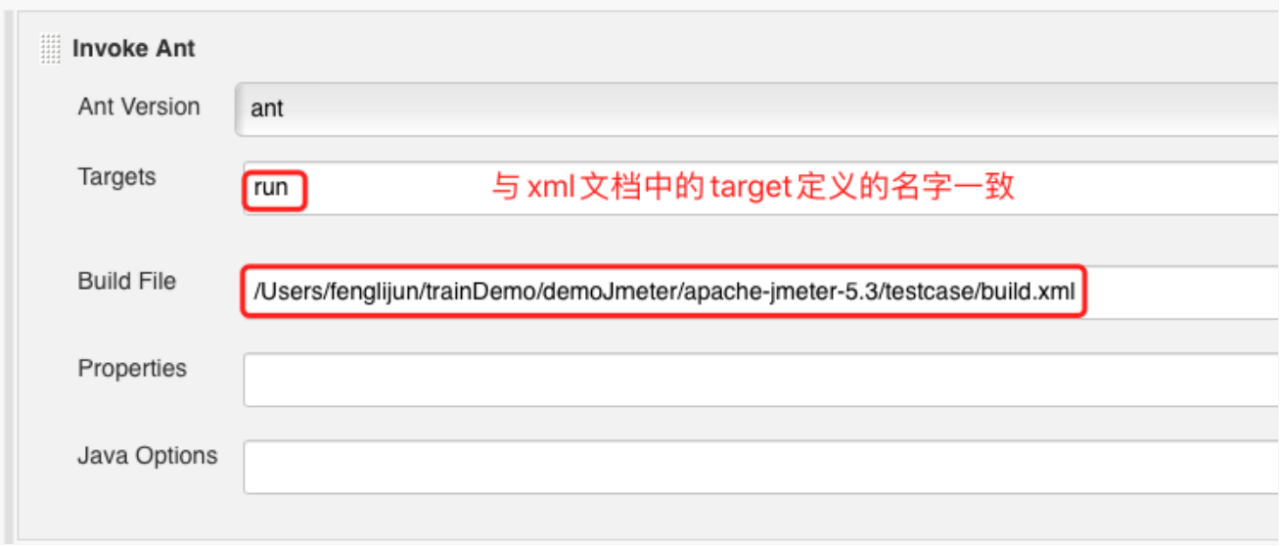 Invoke Ant
Ant Version
ant
Targets
run
与xml文档中的target定义的名字一致
Build File
/Users/fenglijun/trainDemo/demoJmeter/apache-jmeter-5.3/testcase/build.xml
Properties
Java Options